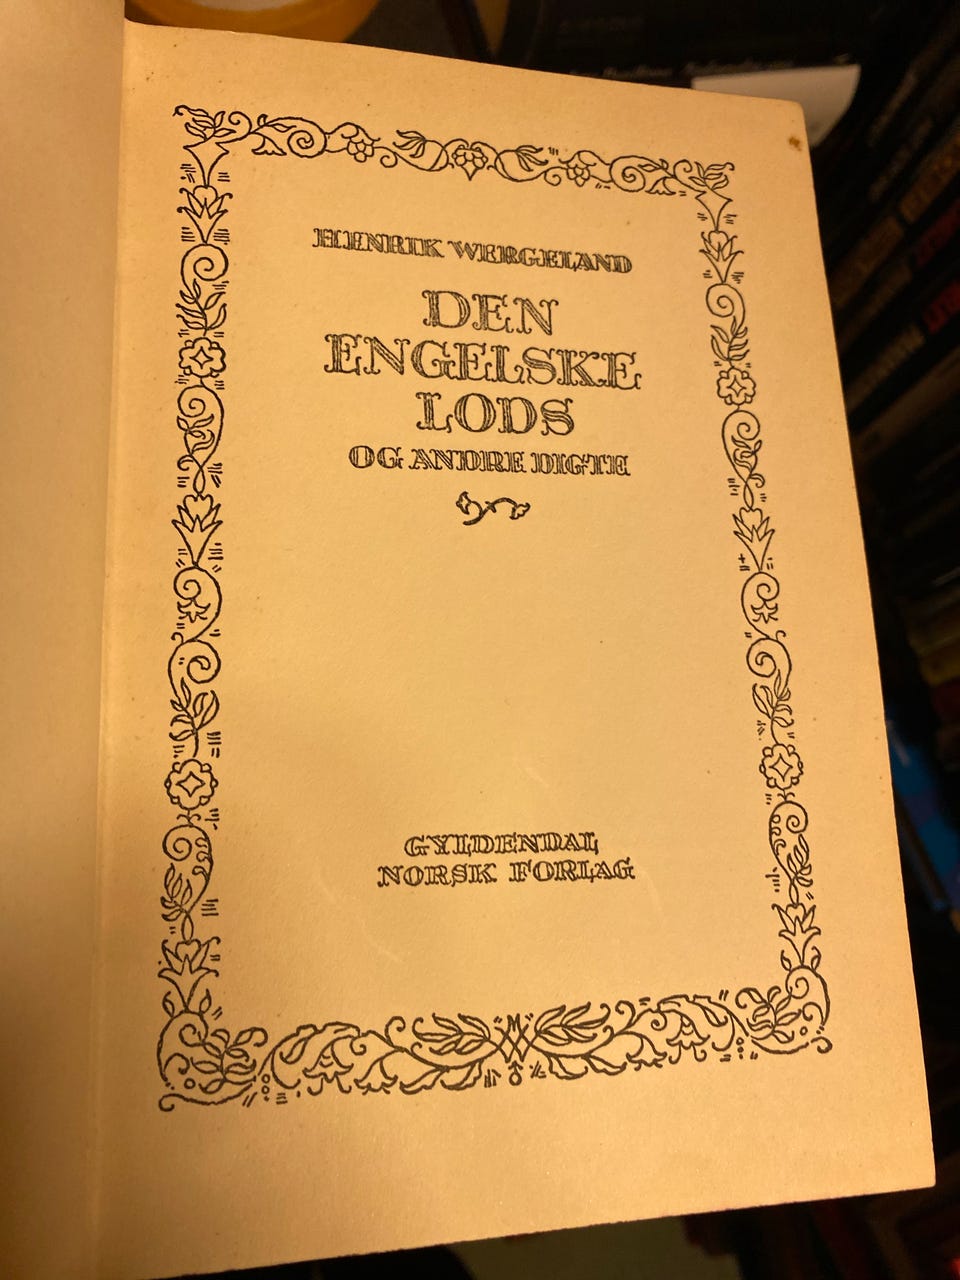 HENRIK WERGELAND
DEN
ENGELSKE
LODS
OG ANDRE DIGTE
GYLDENDAL
NORSK FORLAG